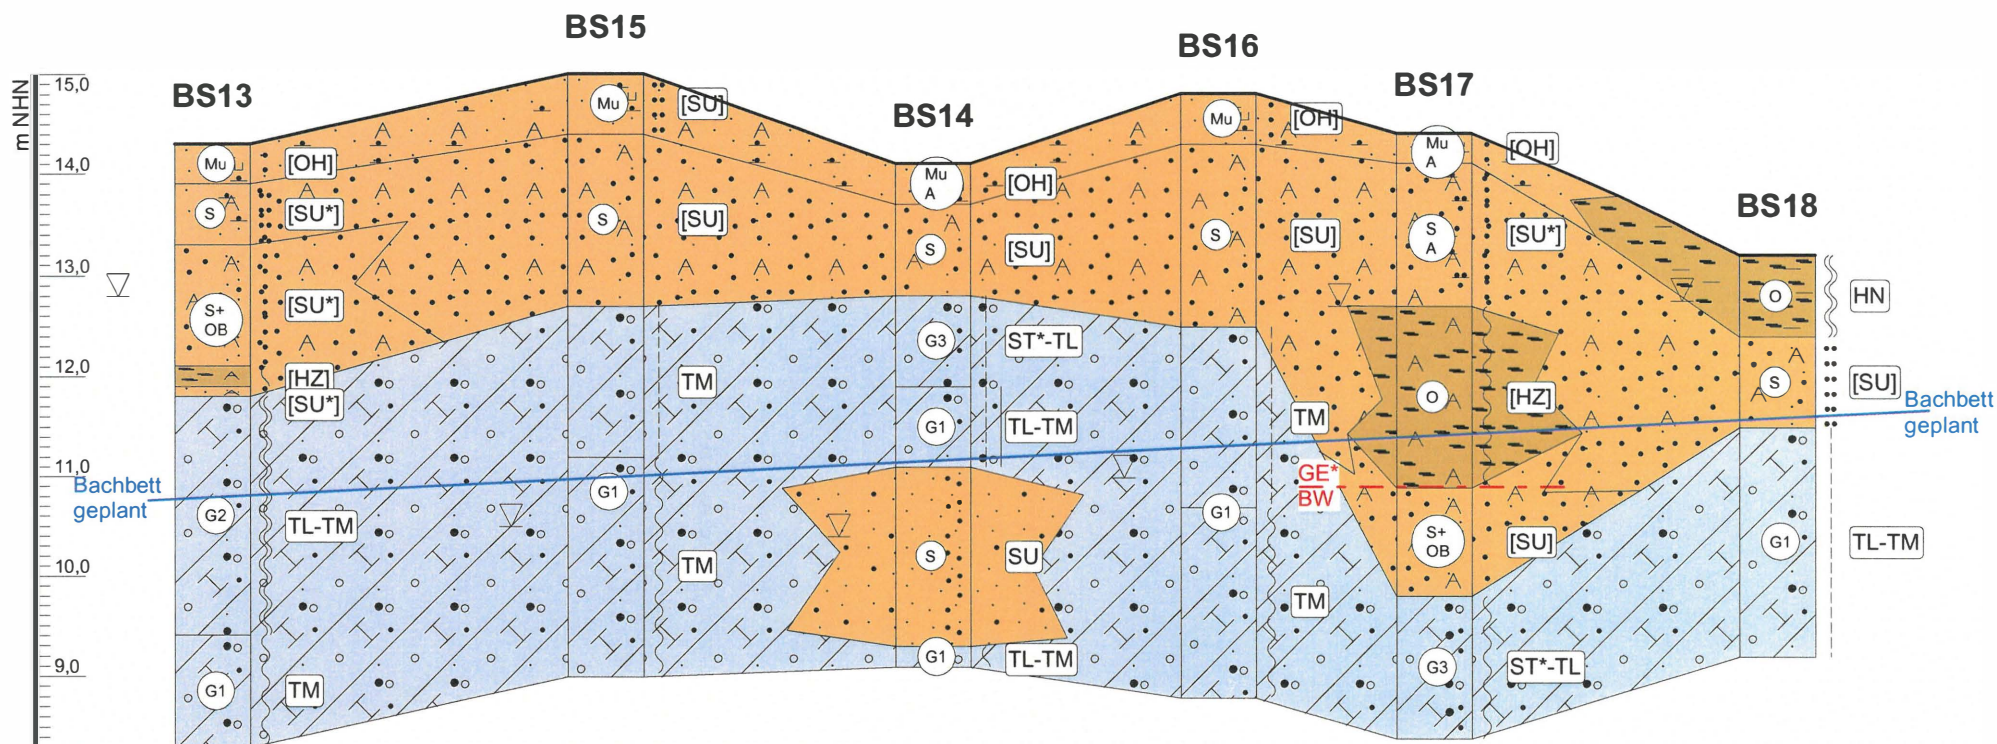 BS15
BS16
BS13
BS17
BS14
BS18
m NHN
15,0
14,0
13,0
12,0
11,0
10,0
9,0
Mu
[OH]
S
[SU*]
S+
OB
[SU*]
[HZ]
[SU*]
G2
TL-TM
G1
TM
Mu
[SU]
S
[SU]
TM
G1
TM
Mu
A
[OH]
S
[SU]
G3
ST*-TL
G1
TL-TM
S
SU
G1
TL-TM
Mu
[OH]
S
[SU]
TM
G1
TM
Mu
A
[OH]
S
A
[SU*]
O
[HZ]
GE*
BW
S+
OB
[SU]
G3
ST*-TL
O
HN
S
[SU]
G1
TL-TM
Bachbett
geplant
Bachbett
geplant